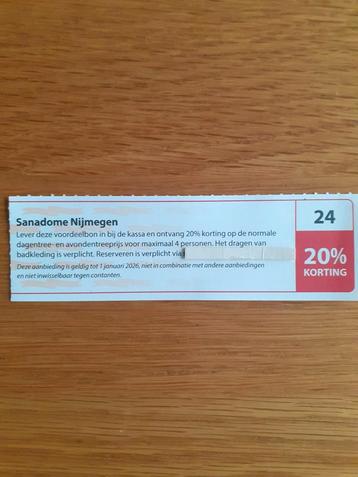 Sanadome Nijmegen
Lever deze voordeelbon in bij de kassa en ontvang 20% korting op de normale
dagentree- en avondentreeprijs voor maximaal 4 personen. Het dragen van
badkleding is verplicht. Reserveren is verplicht via
Deze aanbieding is geldig tot 1 januari 2026, niet in combinatie met andere aanbiedingen
en niet inwisselbaar tegen contanten.
24
20%
KORTING